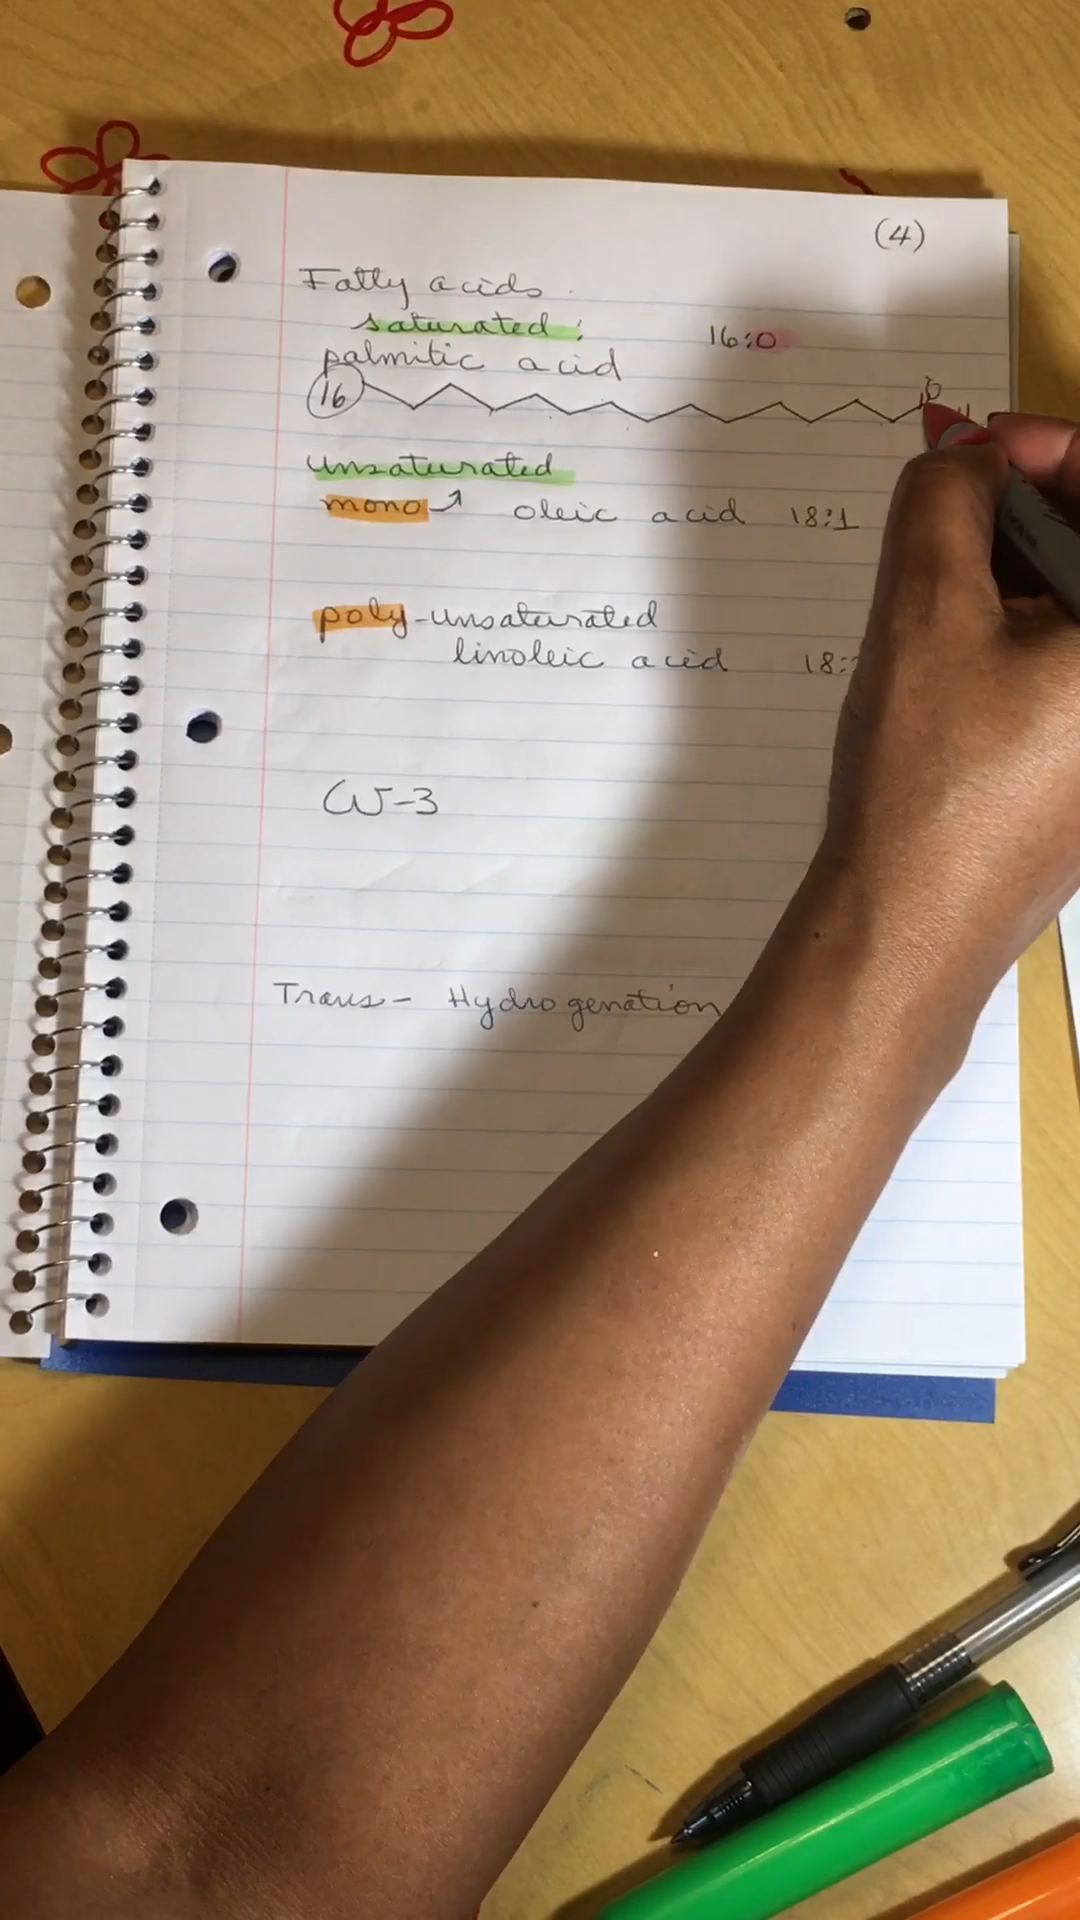 (4)
Fatty acids
saturated: 16:0
palmitic acid
16 O
unsaturated
mono oleic acid 18:1
poly-unsaturated
linoleic acid 18:
ω-3
Trans- Hydrogenation